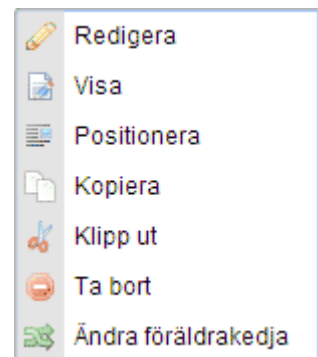 Redigera
Visa
Positionera
Kopiera
Klipp ut
Ta bort
Ändra föräldrakedja